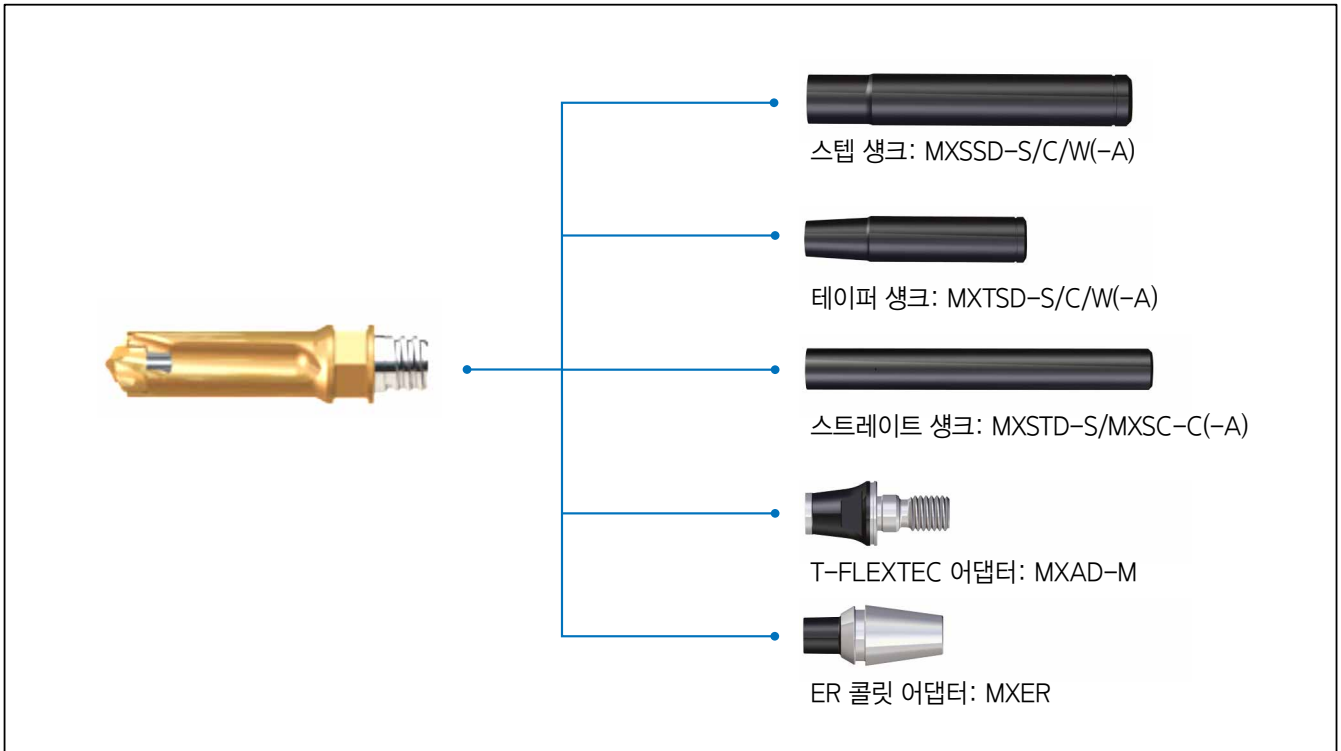 스텝 섕크: MXSSD-S/C/W(-A)
테이퍼 섕크: MXTSD-S/C/W(-A)
스트레이트 섕크: MXSTD-S/MXSC-C(-A)
T-FLEXTEC 어댑터: MXAD-M
ER 콜릿 어댑터: MXER